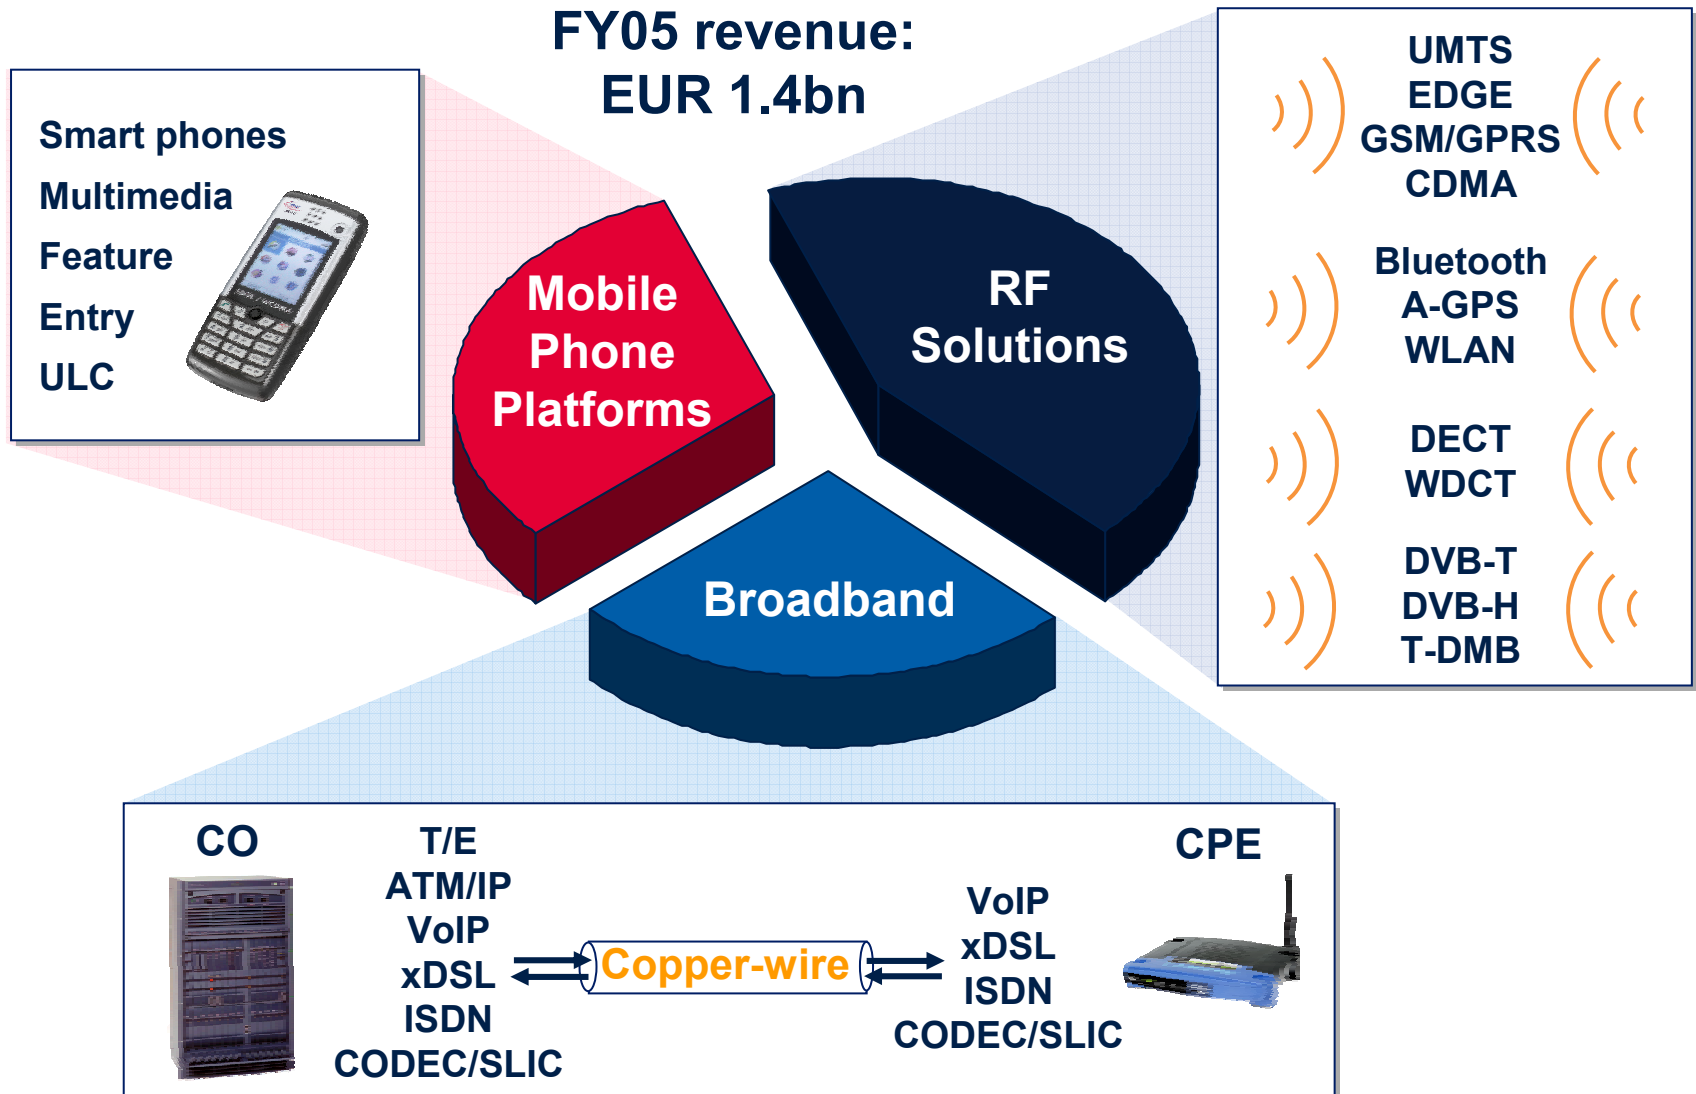 FY05 revenue:
EUR 1.4bn
Smart phones
Multimedia
Feature
Entry
ULC
Mobile
Phone
Platforms
RF
Solutions
Broadband
UMTS
EDGE
GSM/GPRS
CDMA
Bluetooth
A-GPS
WLAN
DECT
WDCT
DVB-T
DVB-H
T-DMB
CO
T/E
ATM/IP
VoIP
xDSL
ISDN
CODEC/SLIC
Copper-wire
CPE
VoIP
xDSL
ISDN
CODEC/SLIC